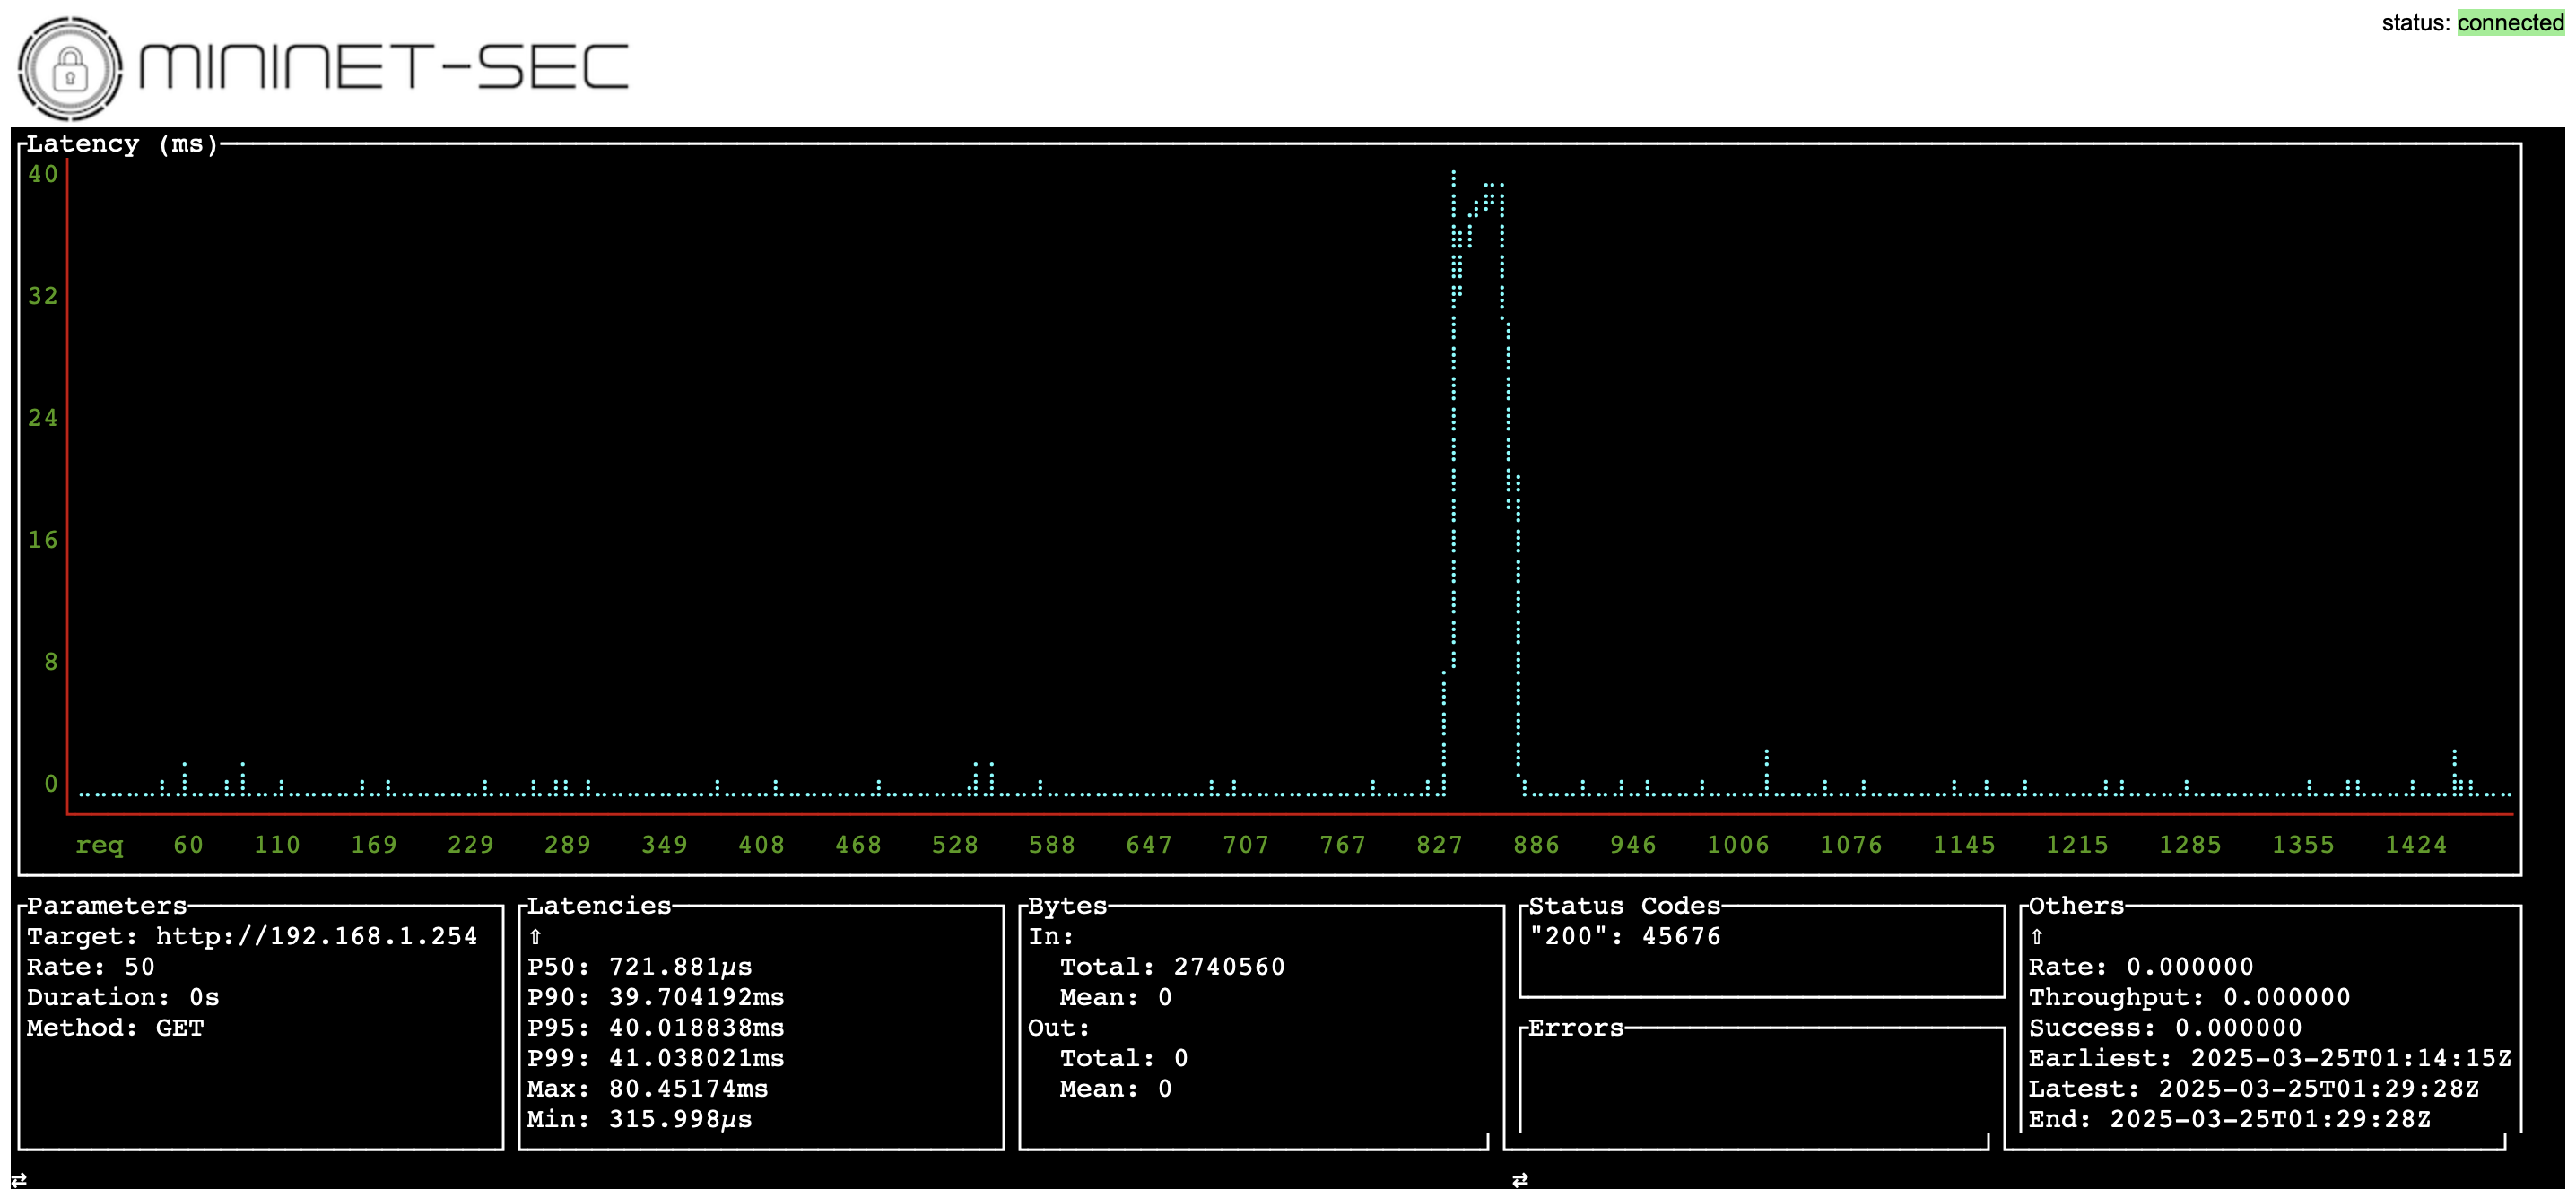 status: connected
MININET-SEC
Latency (ms)
40
32
24
16
8
0
req 60 110 169 229 289 349 408 468 528 588 647 707 767 827 886 946 1006 1076 1145 1215 1285 1355 1424
Parameters
Target: http://192.168.1.254
Rate: 50
Duration: 0s
Method: GET
Latencies
⇧
P50: 721.881µs
P90: 39.704192ms
P95: 40.018838ms
P99: 41.038021ms
Max: 80.45174ms
Min: 315.998µs
Bytes
In:
Total: 2740560
Mean: 0
Out:
Total: 0
Mean: 0
Status Codes
"200": 45676
Errors
Others
⇧
Rate: 0.000000
Throughput: 0.000000
Success: 0.000000
Earliest: 2025-03-25T01:14:15Z
Latest: 2025-03-25T01:29:28Z
End: 2025-03-25T01:29:28Z
⇄ ⇄